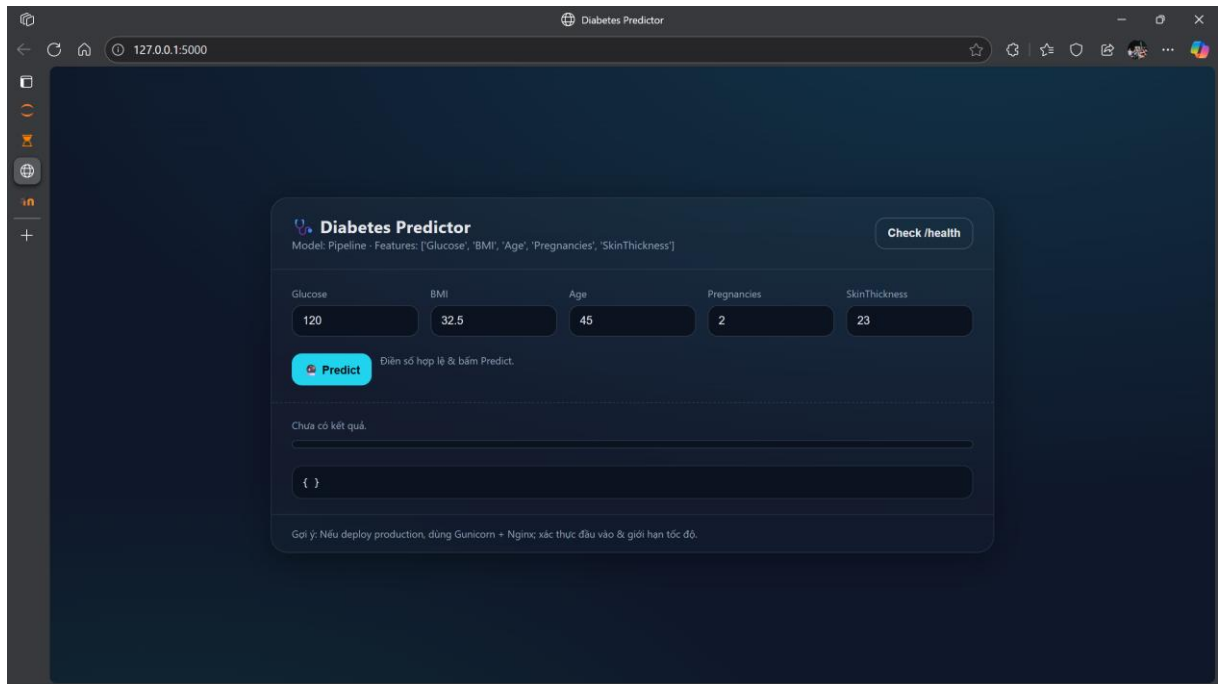 Diabetes Predictor
127.0.0.1:5000
Diabetes Predictor
Check /health
Model: Pipeline · Features: ['Glucose', 'BMI', 'Age', 'Pregnancies', 'SkinThickness']
Glucose BMI Age Pregnancies SkinThickness
120 32.5 45 2 23
Predict Điền số hợp lệ & bấm Predict.
Chưa có kết quả.
{ }
Gợi ý: Nếu deploy production, dùng Gunicorn + Nginx; xác thực đầu vào & giới hạn tốc độ.